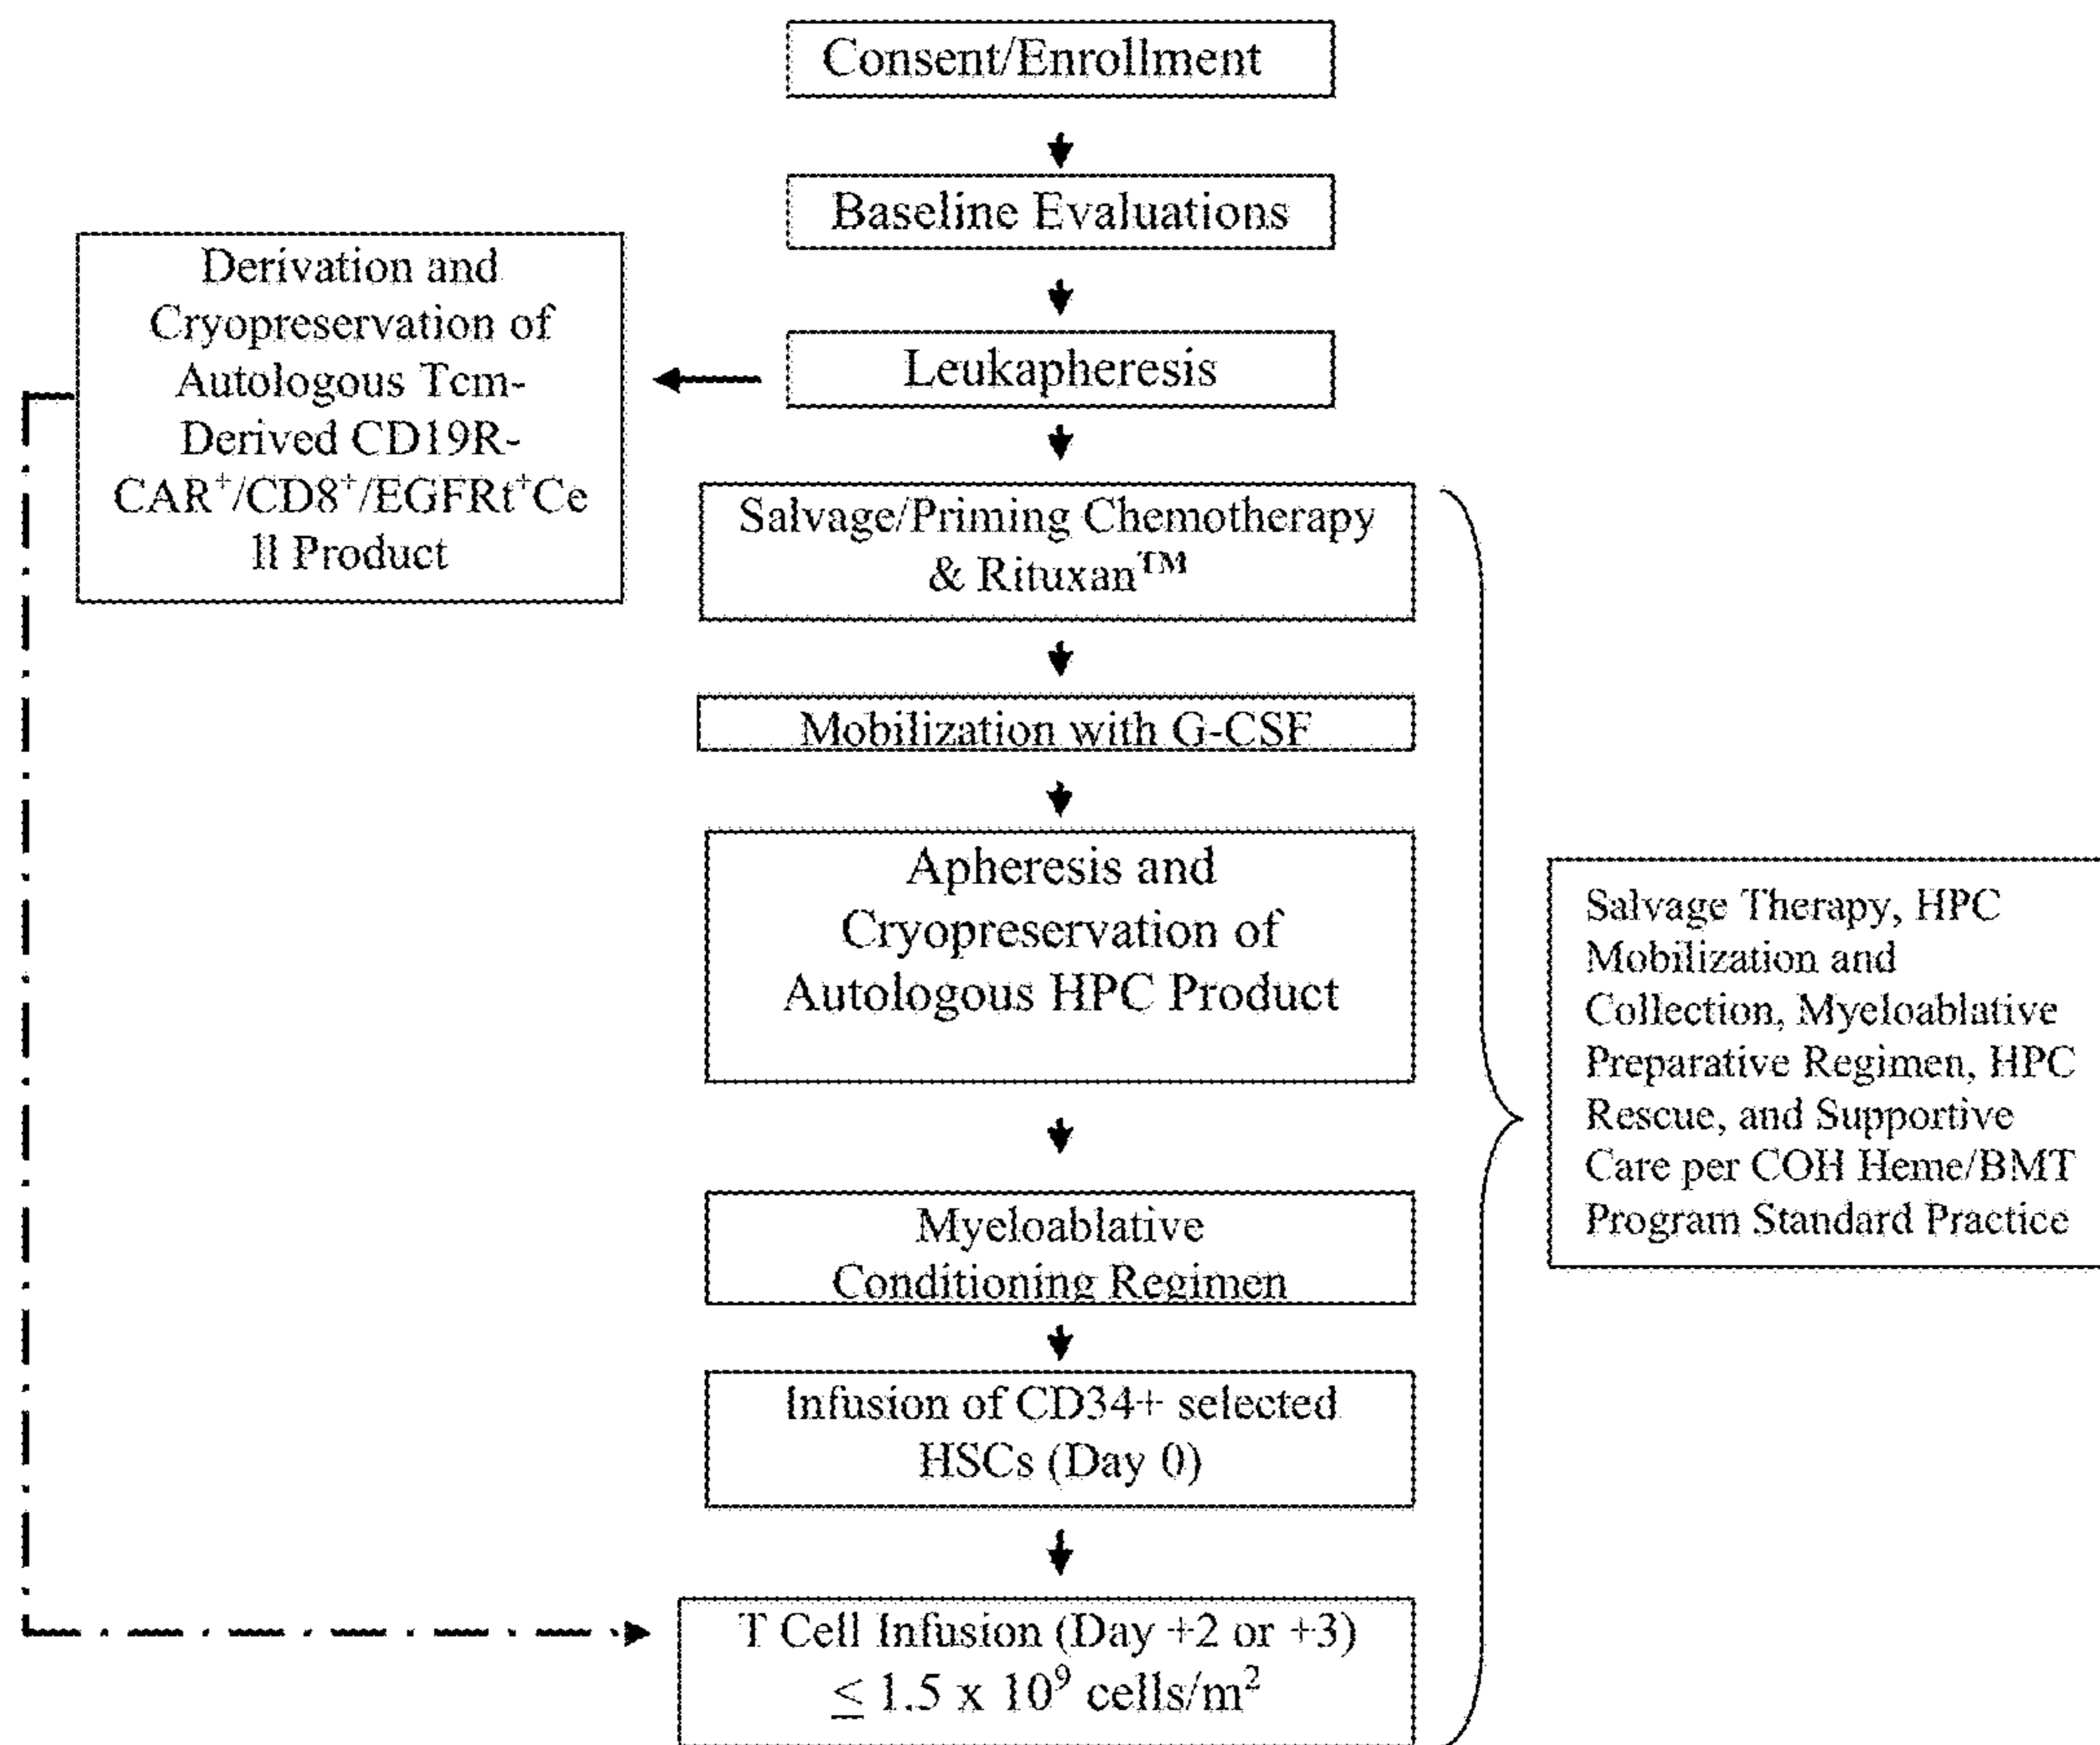 Consent/Enrollment
Baseline Evaluations
Derivation and
Cryopreservation of
Autologous Tcm-
Derived CD19R-
CAR⁺/CD8⁺/EGFRt⁺Ce
ll Product
Leukapheresis
Salvage/Priming Chemotherapy
& Rituxan™
Mobilization with G-CSF
Apheresis and
Cryopreservation of
Autologous HPC Product
Salvage Therapy, HPC
Mobilization and
Collection, Myeloablative
Preparative Regimen, HPC
Rescue, and Supportive
Care per COH Heme/BMT
Program Standard Practice
Myeloablative
Conditioning Regimen
Infusion of CD34+ selected
HSCs (Day 0)
T Cell Infusion (Day +2 or +3)
≤ 1.5 x 10⁹ cells/m²